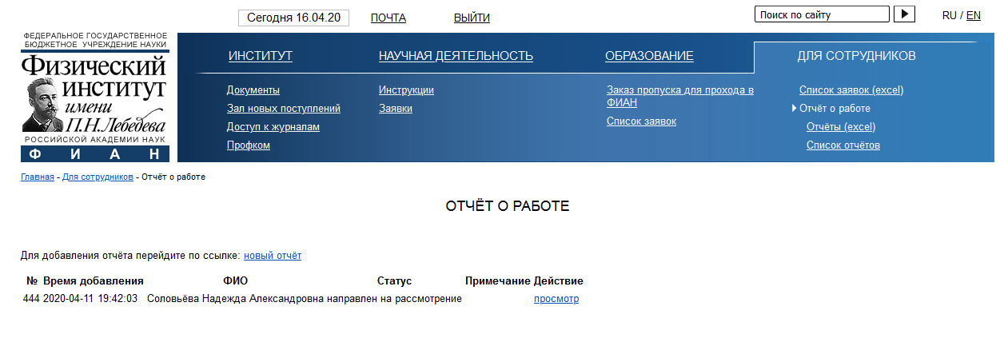 Сегодня 16.04.20 ПОЧТА ВЫЙТИ Поиск по сайту RU / EN
ФЕДЕРАЛЬНОЕ ГОСУДАРСТВЕННОЕ
БЮДЖЕТНОЕ УЧРЕЖДЕНИЕ НАУКИ
Физический
институт
имени
П.Н.Лебедева
РОССИЙСКОЙ АКАДЕМИИ НАУК
Ф И А Н
ИНСТИТУТ НАУЧНАЯ ДЕЯТЕЛЬНОСТЬ ОБРАЗОВАНИЕ ДЛЯ СОТРУДНИКОВ
Документы
Зал новых поступлений
Доступ к журналам
Профком
Инструкции
Заявки
Заказ пропуска для прохода в
ФИАН
Список заявок
Список заявок (excel)
Отчёт о работе
Отчёты (excel)
Список отчётов
Главная - Для сотрудников - Отчёт о работе
ОТЧЁТ О РАБОТЕ
Для добавления отчёта перейдите по ссылке: новый отчёт
№ Время добавления ФИО Статус Примечание Действие
444 2020-04-11 19:42:03 Соловьёва Надежда Александровна направлен на рассмотрение просмотр